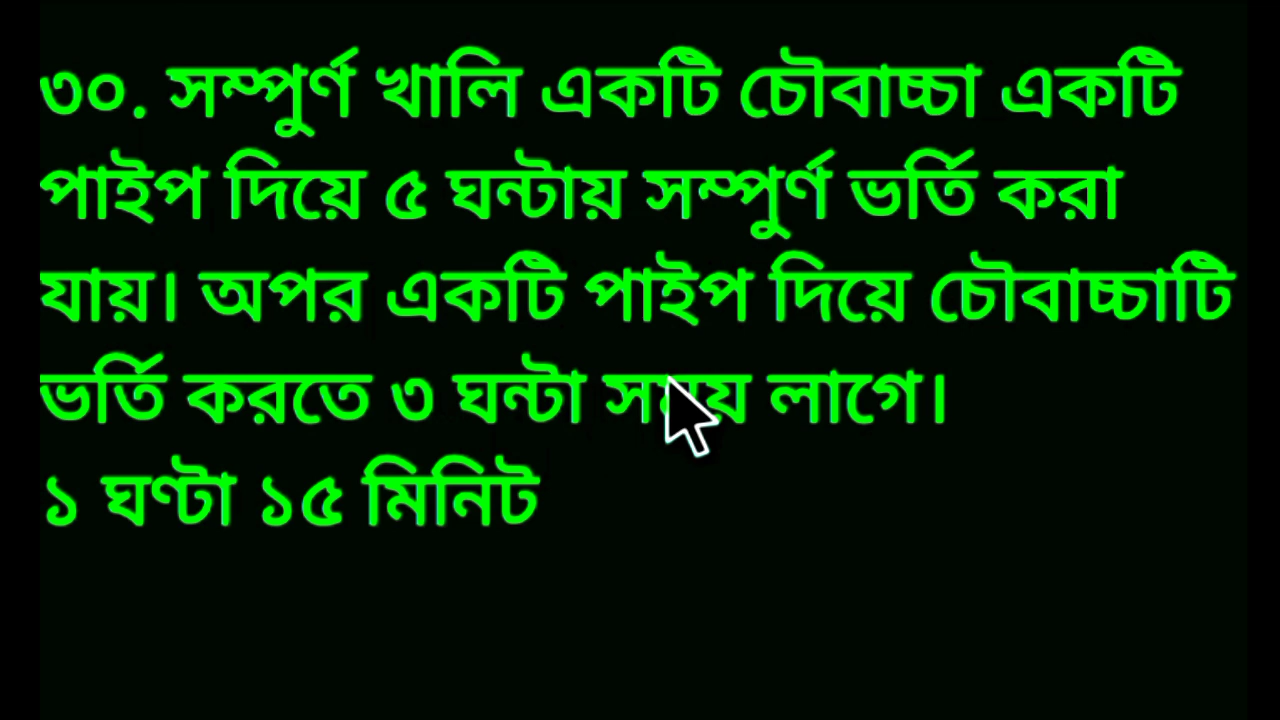 ৩০. সম্পুর্ণ খালি একটি চৌবাচ্চা একটি
পাইপ দিয়ে ৫ ঘন্টায় সম্পুর্ণ ভর্তি করা
যায়। অপর একটি পাইপ দিয়ে চৌবাচ্চাটি
ভর্তি করতে ৩ ঘন্টা সময় লাগে।
১ ঘণ্টা ১৫ মিনিট